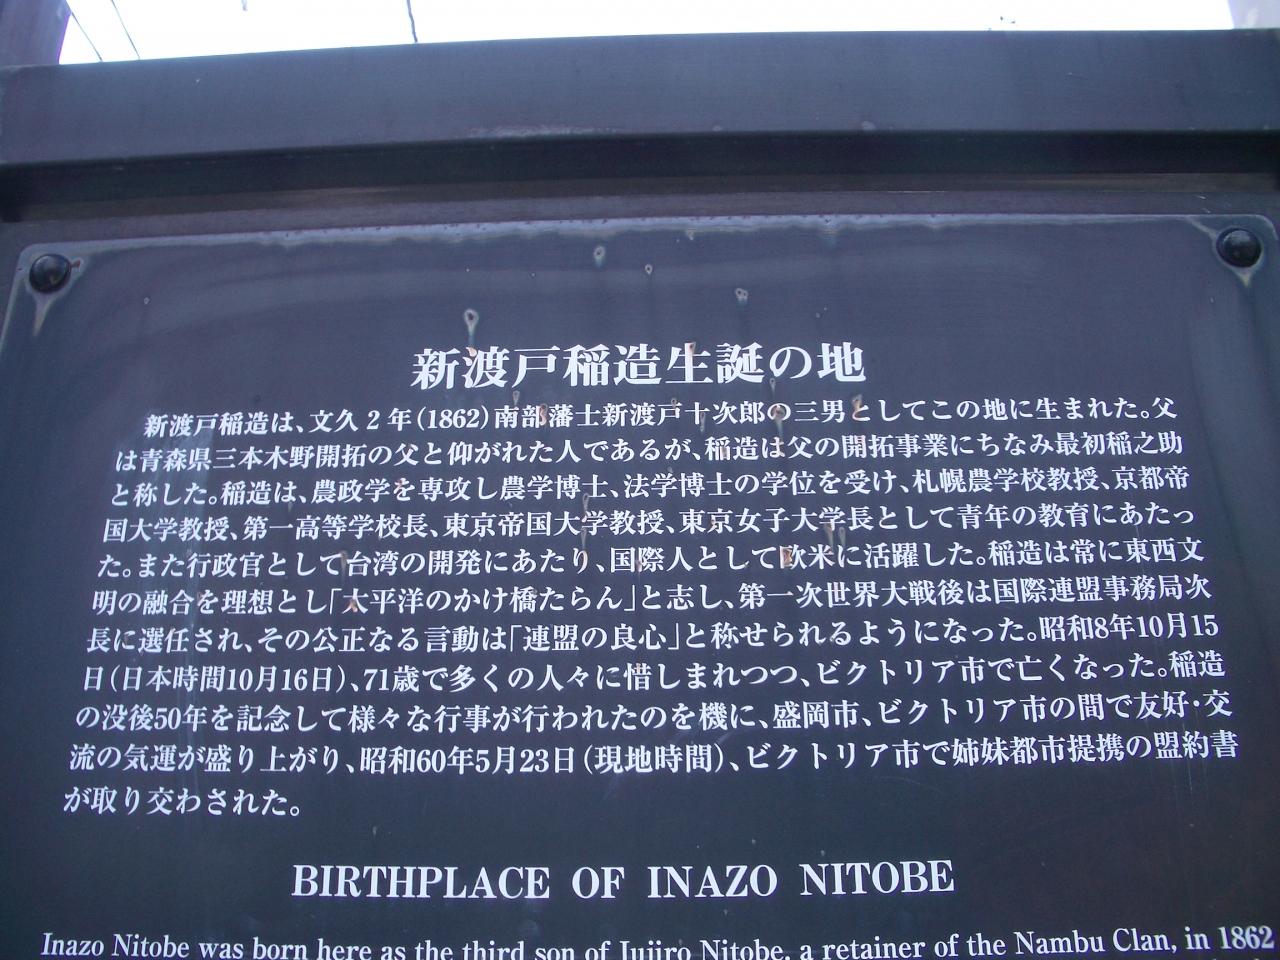 新渡戸稲造生誕の地
新渡戸稲造は、文久2年(1862)南部藩士新渡戸十次郎の三男としてこの地に生まれた。父
は青森県三本木野開拓の父と仰がれた人であるが、稲造は父の開拓事業にちなみ最初稲之助
と称した。稲造は、農政学を専攻し農学博士、法学博士の学位を受け、札幌農学校教授、京都帝
国大学教授、第一高等学校長、東京帝国大学教授、東京女子大学長として青年の教育にあたっ
た。また行政官として台湾の開発にあたり、国際人として欧米に活躍した。稲造は常に東西文
明の融合を理想とし「太平洋のかけ橋たらん」と志し、第一次世界大戦後は国際連盟事務局次
長に選任され、その公正なる言動は「連盟の良心」と称せられるようになった。昭和8年10月15
日(日本時間10月16日)、71歳で多くの人々に惜しまれつつ、ビクトリア市で亡くなった。稲造
の没後50年を記念して様々な行事が行われたのを機に、盛岡市、ビクトリア市の間で友好・交
流の気運が盛り上がり、昭和60年5月23日(現地時間)、ビクトリア市で姉妹都市提携の盟約書
が取り交わされた。
BIRTHPLACE OF INAZO NITOBE
Inazo Nitobe was born here as the third son of Jujiro Nitobe, a retainer of the Nambu Clan, in 1862